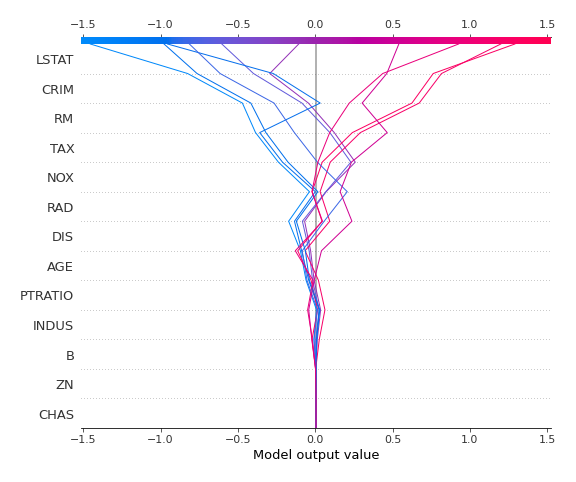 −1.5 −1.0 −0.5 0.0 0.5 1.0 1.5
LSTAT
CRIM
RM
TAX
NOX
RAD
DIS
AGE
PTRATIO
INDUS
B
ZN
CHAS
−1.5 −1.0 −0.5 0.0 0.5 1.0 1.5
Model output value